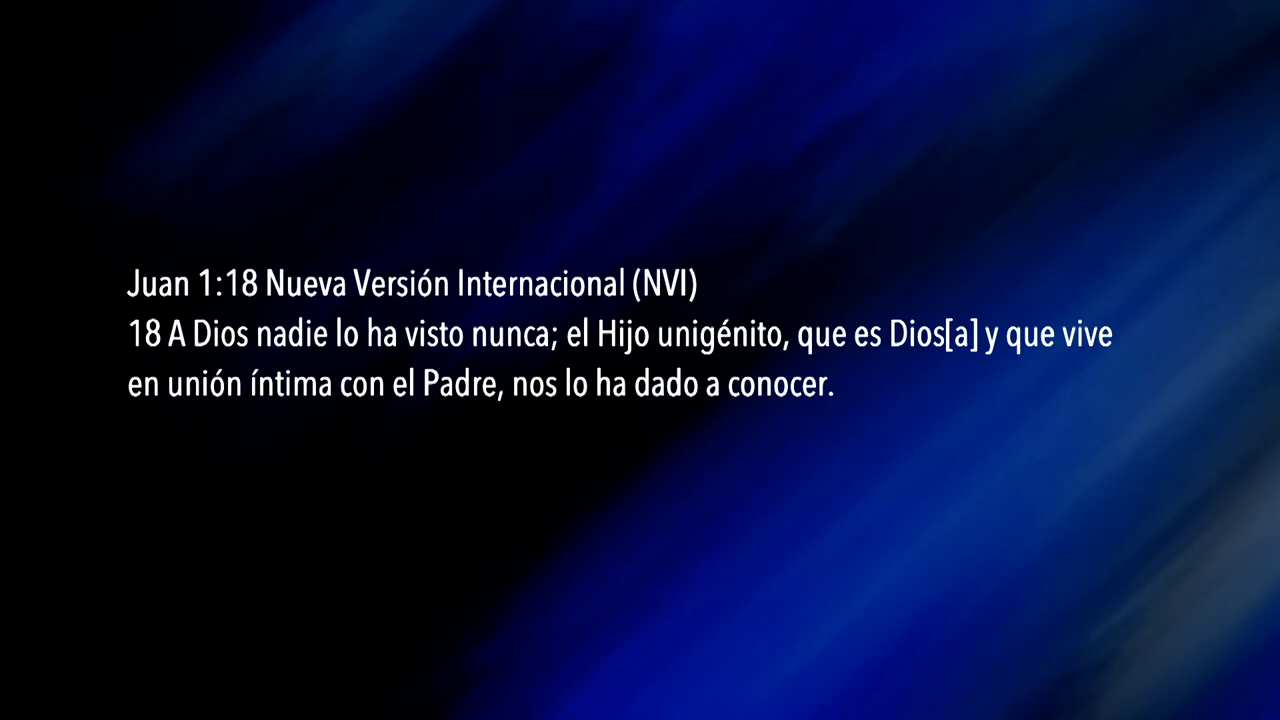 Juan 1:18 Nueva Versión Internacional (NVI)
18 A Dios nadie lo ha visto nunca; el Hijo unigénito, que es Dios[a] y que vive
en unión íntima con el Padre, nos lo ha dado a conocer.